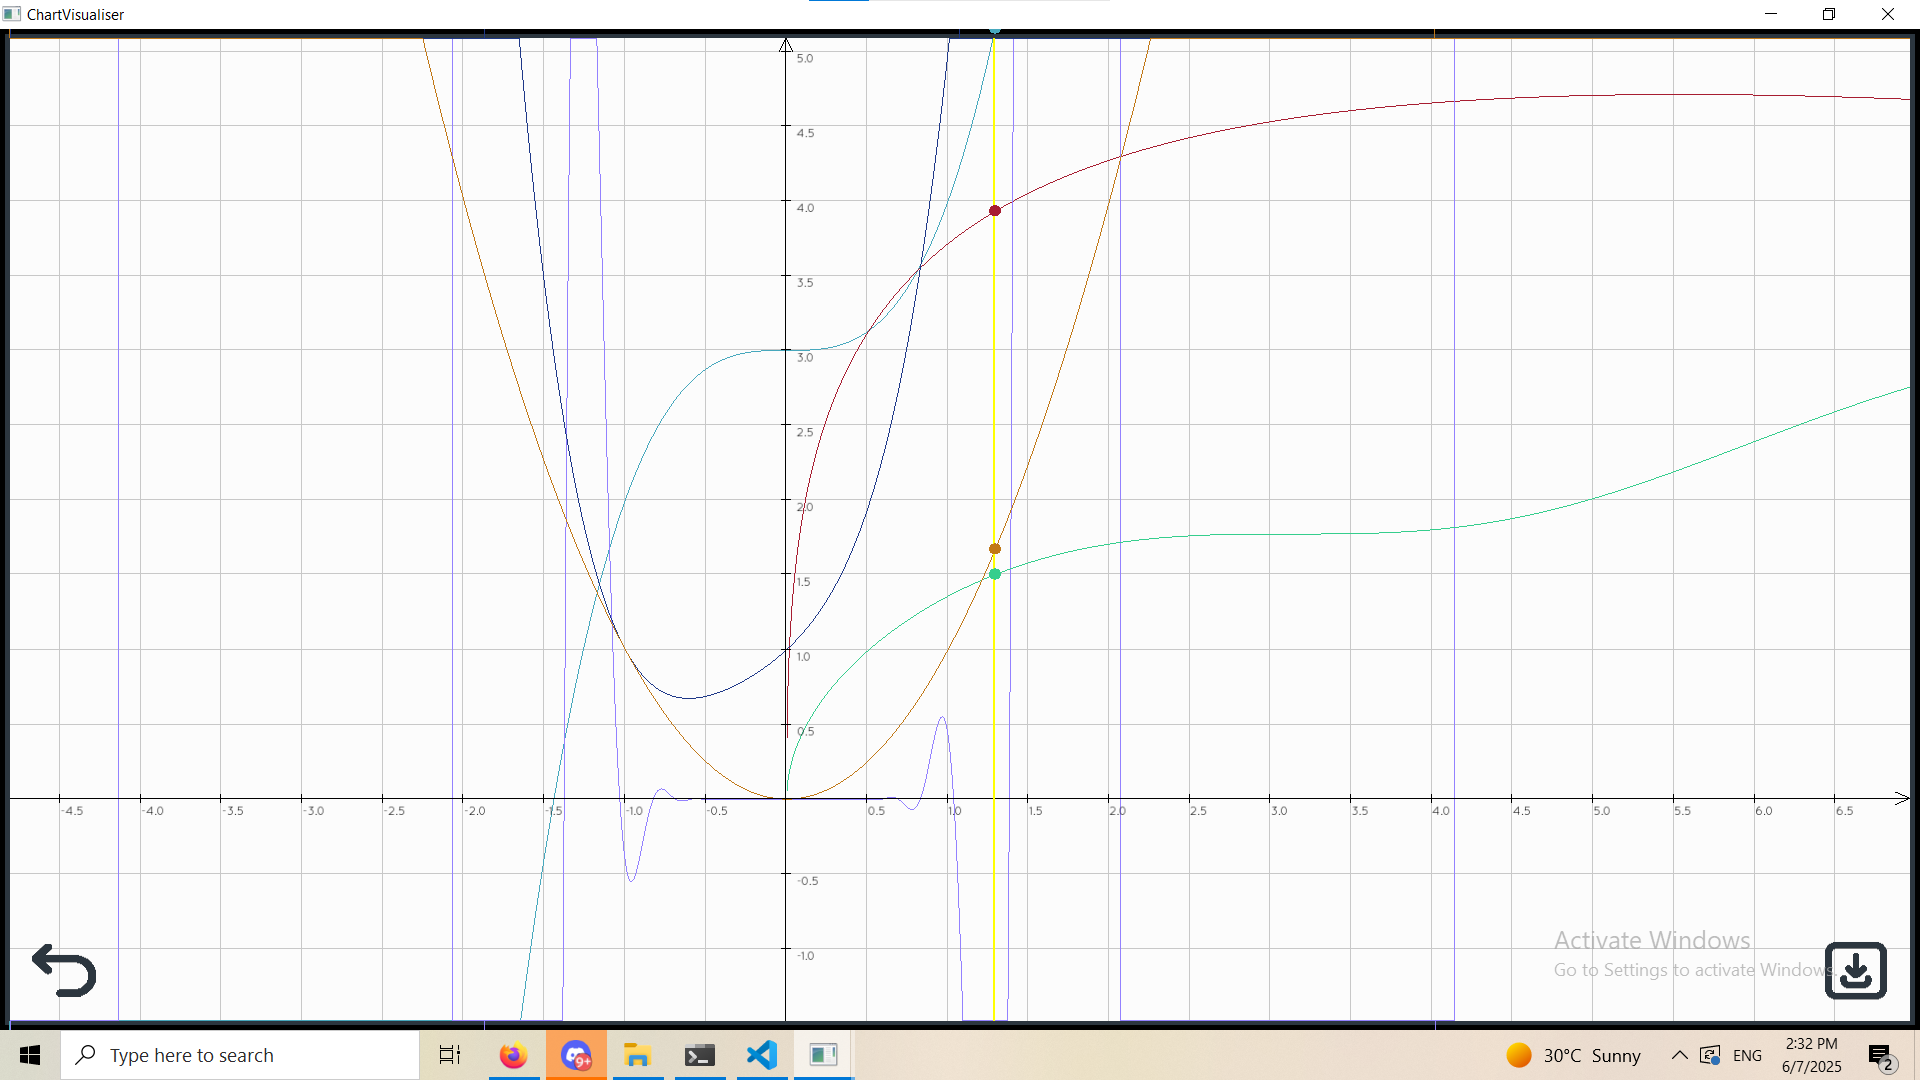 ChartVisualiser
5.0
4.5
4.0
3.5
3.0
2.5
2.0
1.5
1.0
0.5
-4.5 -4.0 -3.5 -3.0 -2.5 -2.0 -1.5 -1.0 -0.5 0.5 1.0 1.5 2.0 2.5 3.0 3.5 4.0 4.5 5.0 5.5 6.0 6.5
-0.5
-1.0
Activate Windows
Go to Settings to activate Windows.
Type here to search
9+
30°C Sunny
ENG
2:32 PM
6/7/2025
2